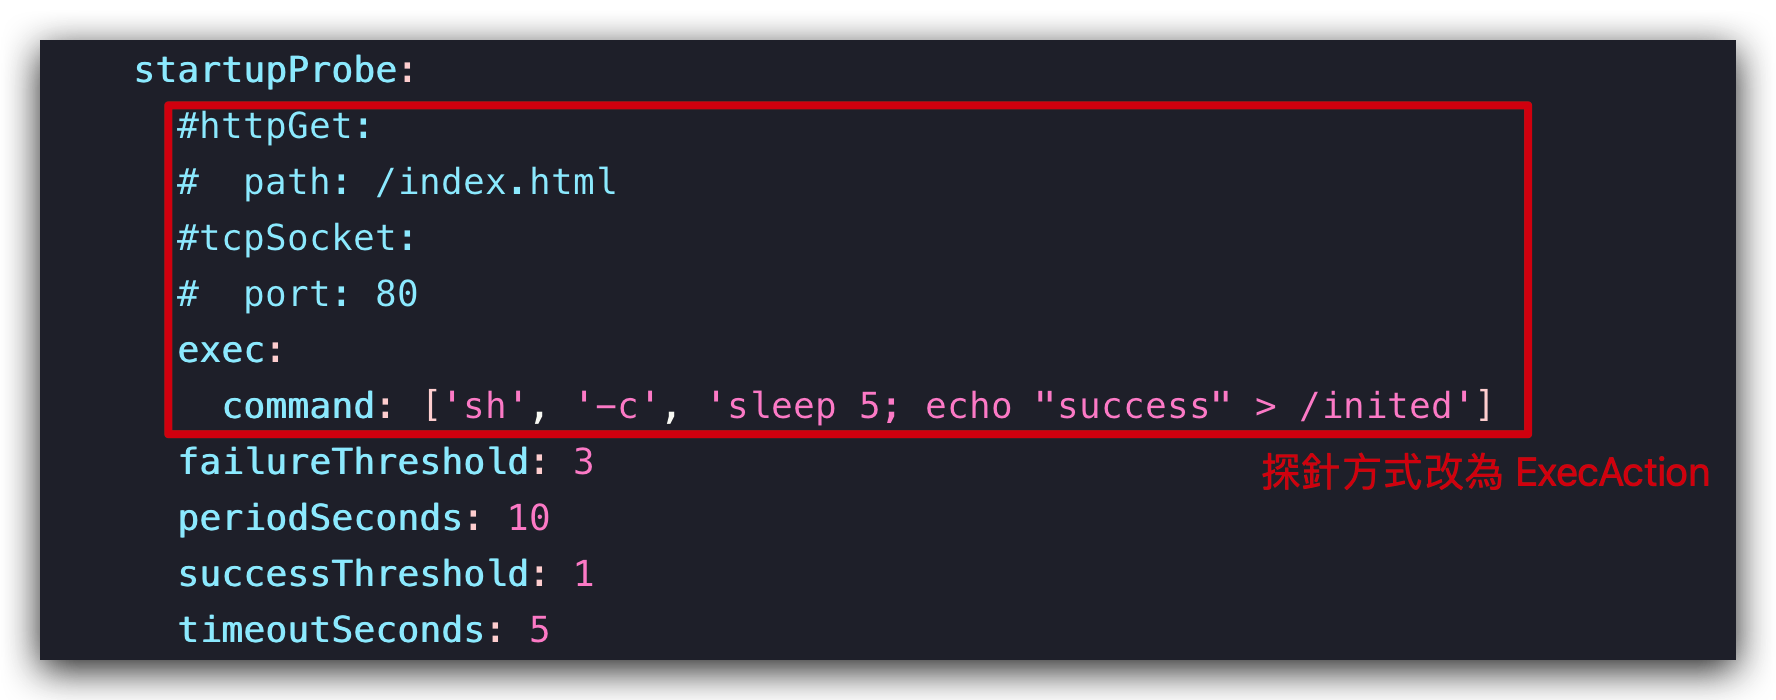 startupProbe:
  #httpGet:
  #  path: /index.html
  #tcpSocket:
  #  port: 80
  exec:
    command: ['sh', '-c', 'sleep 5; echo "success" > /inited']
  failureThreshold: 3
探針方式改為 ExecAction
  periodSeconds: 10
  successThreshold: 1
  timeoutSeconds: 5